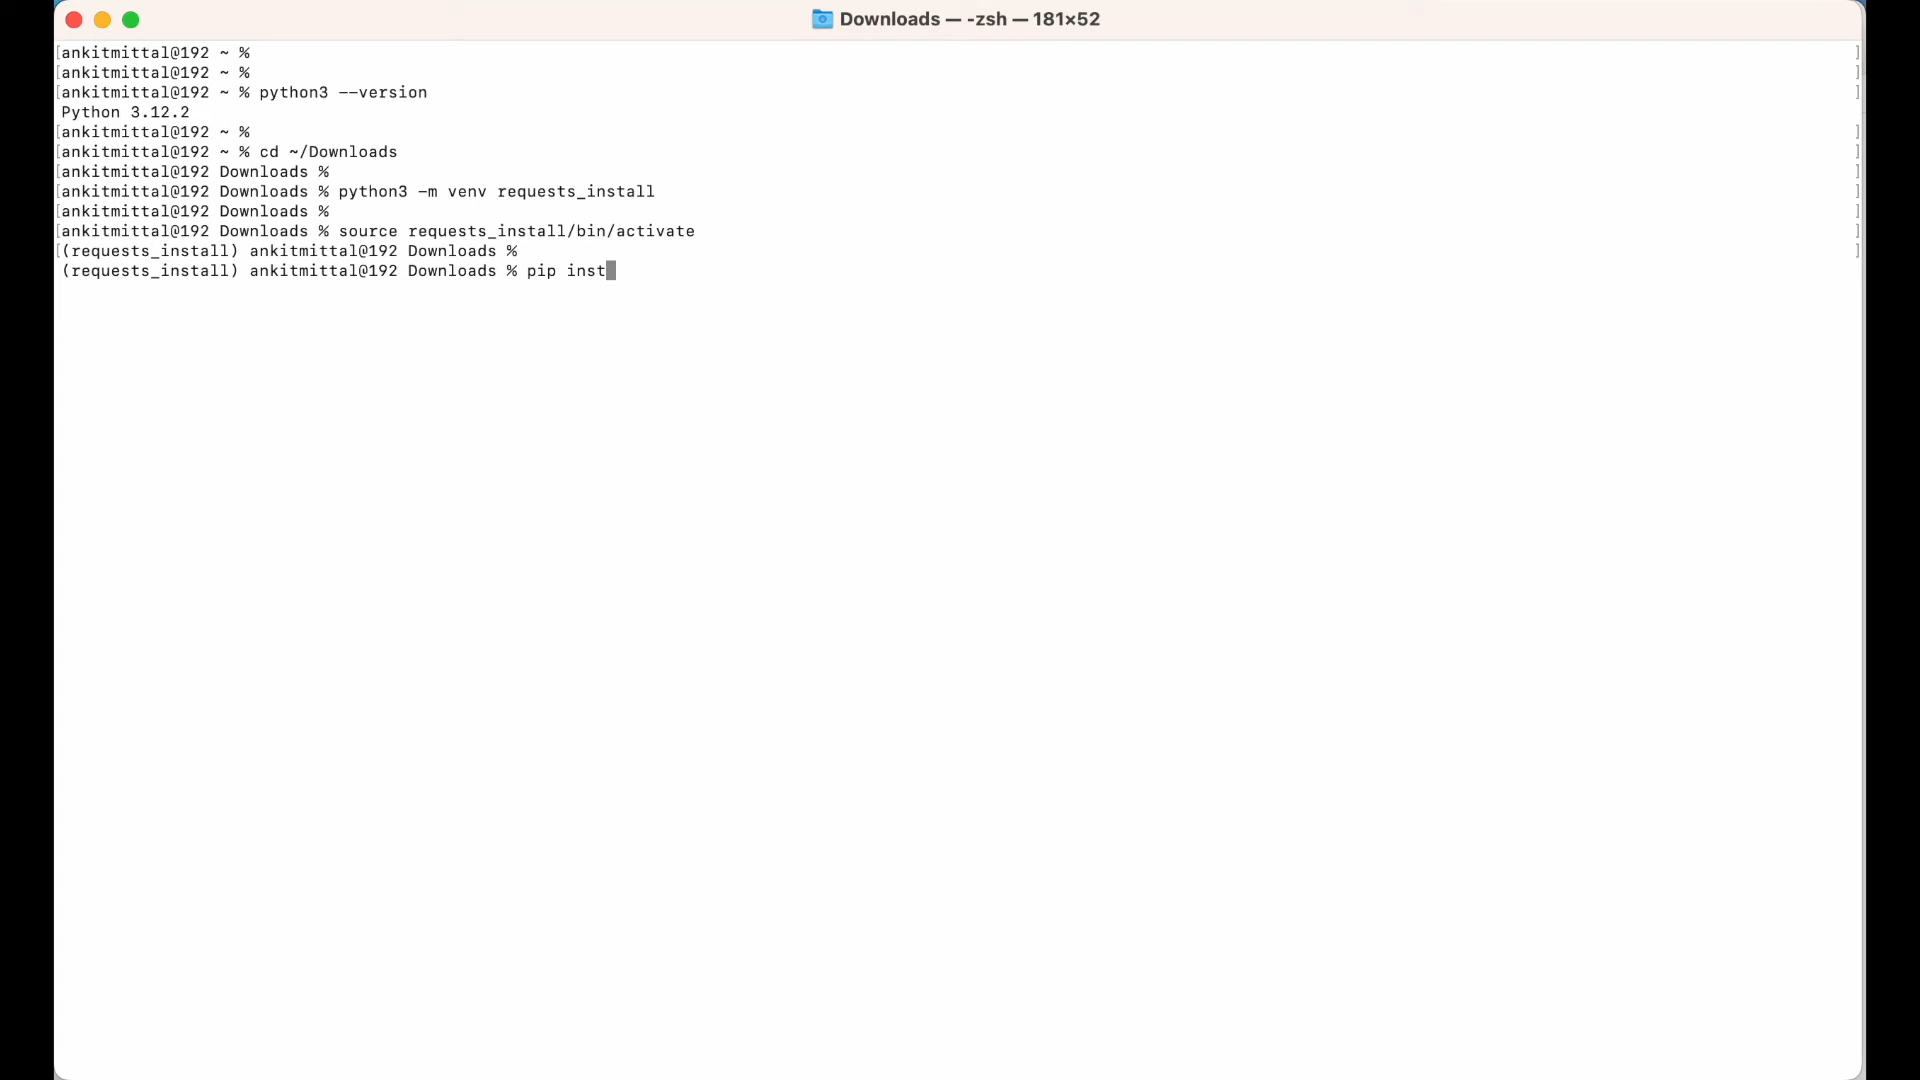 Downloads — -zsh — 181×52
[ankitmittal@192 ~ % ]
[ankitmittal@192 ~ % ]
[ankitmittal@192 ~ % python3 --version ]
Python 3.12.2
[ankitmittal@192 ~ % ]
[ankitmittal@192 ~ % cd ~/Downloads ]
[ankitmittal@192 Downloads % ]
[ankitmittal@192 Downloads % python3 -m venv requests_install ]
[ankitmittal@192 Downloads % ]
[ankitmittal@192 Downloads % source requests_install/bin/activate ]
[(requests_install) ankitmittal@192 Downloads % ]
(requests_install) ankitmittal@192 Downloads % pip inst